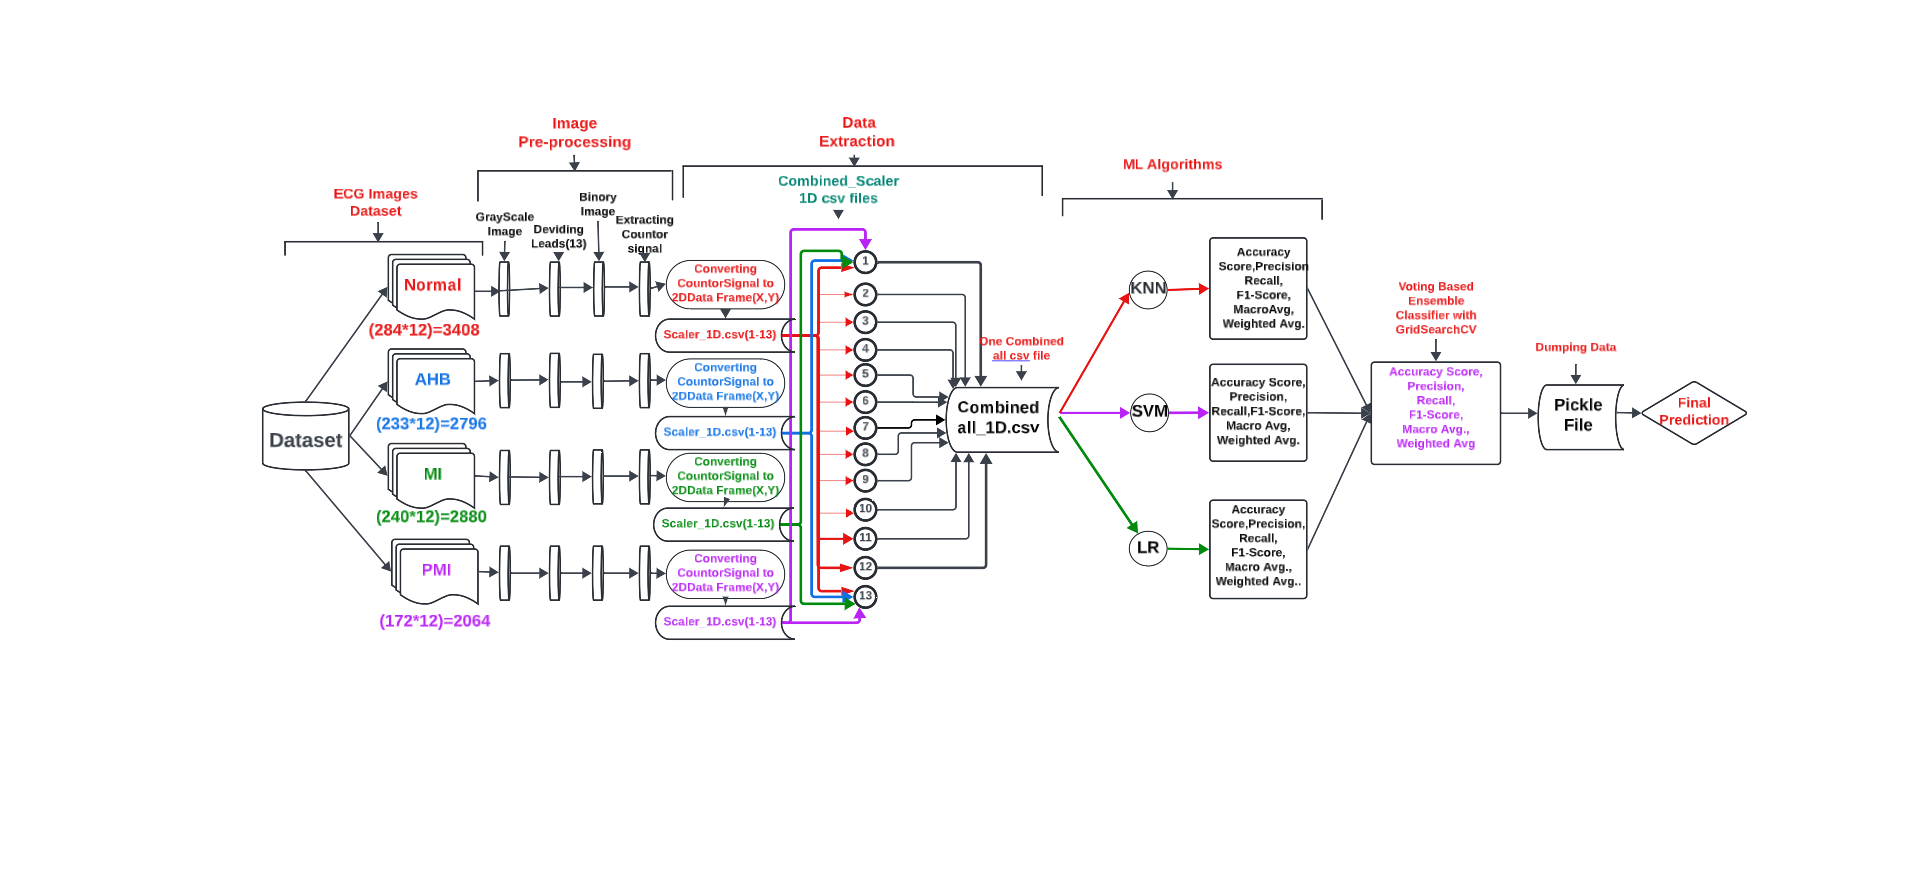 ECG Images
Dataset
Image
Pre-processing
Data
Extraction
ML Algorithms
Combined_Scaler
1D csv files
GrayScale
Image
Deviding
Leads(13)
Binory
Image
Extracting
Countor
signal
Dataset
Normal
(284*12)=3408
AHB
(233*12)=2796
MI
(240*12)=2880
PMI
(172*12)=2064
Converting
CountorSignal to
2DData Frame(X,Y)
Scaler_1D.csv(1-13)
Converting
CountorSignal to
2DData Frame(X,Y)
Scaler_1D.csv(1-13)
Converting
CountorSignal to
2DData Frame(X,Y)
Scaler_1D.csv(1-13)
Converting
CountorSignal to
2DData Frame(X,Y)
Scaler_1D.csv(1-13)
1
2
3
4
5
6
7
8
9
10
11
12
13
One Combined
all csv file
Combined
all_1D.csv
KNN
SVM
LR
Accuracy
Score,Precision
Recall,
F1-Score,
MacroAvg,
Weighted Avg.
Accuracy Score,
Precision,
Recall,F1-Score,
Macro Avg,
Weighted Avg.
Accuracy
Score,Precision,
Recall,
F1-Score,
Macro Avg.,
Weighted Avg..
Voting Based
Ensemble
Classifier with
GridSearchCV
Accuracy Score,
Precision,
Recall,
F1-Score,
Macro Avg.,
Weighted Avg
Dumping Data
Pickle
File
Final
Prediction